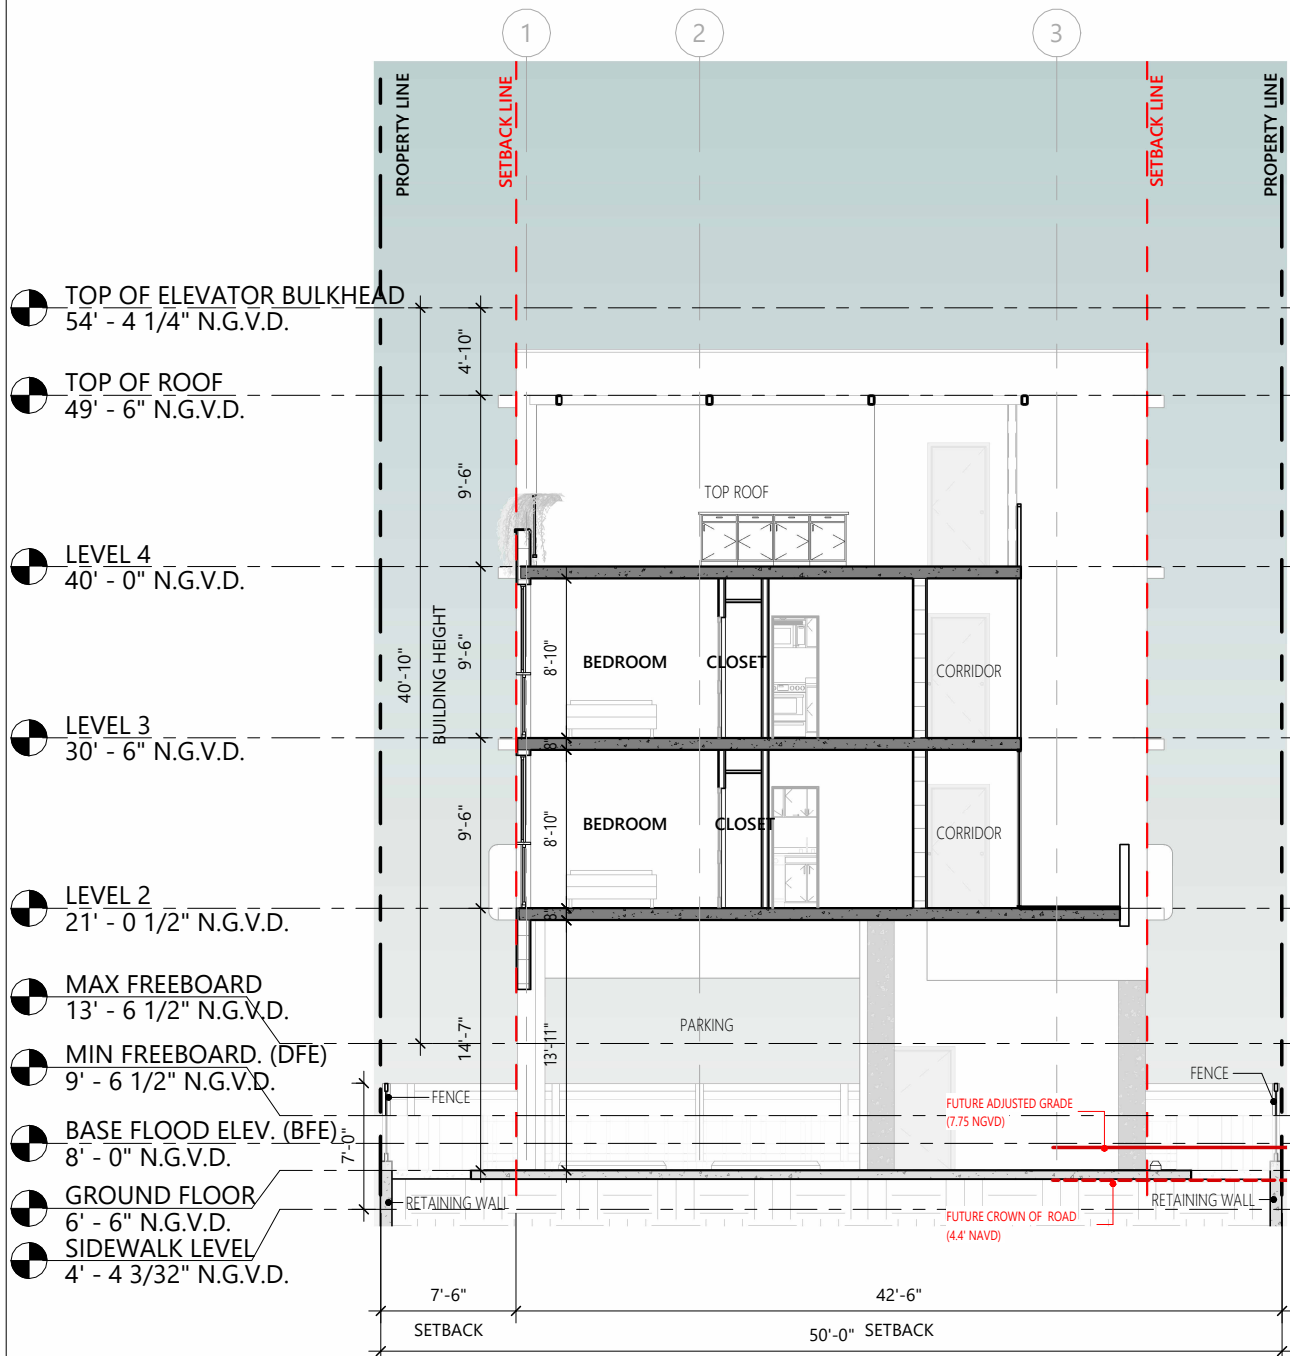 1
2
3
PROPERTY LINE
SETBACK LINE
SETBACK LINE
PROPERTY LINE
TOP OF ELEVATOR BULKHEAD
54' - 4 1/4" N.G.V.D.
4'-10"
TOP OF ROOF
49' - 6" N.G.V.D.
9'-6"
TOP ROOF
LEVEL 4
40' - 0" N.G.V.D.
40'-10"
BUILDING HEIGHT
9'-6"
8'-10"
BEDROOM
CLOSET
CORRIDOR
LEVEL 3
30' - 6" N.G.V.D.
8"
9'-6"
8'-10"
BEDROOM
CLOSET
CORRIDOR
LEVEL 2
21' - 0 1/2" N.G.V.D.
8"
MAX FREEBOARD
13' - 6 1/2" N.G.V.D.
14'-7"
13'-11"
PARKING
MIN FREEBOARD. (DFE)
9' - 6 1/2" N.G.V.D.
FENCE
FENCE
FUTURE ADJUSTED GRADE
(7.75 NGVD)
BASE FLOOD ELEV. (BFE)
8' - 0" N.G.V.D.
7'-0"
GROUND FLOOR
6' - 6" N.G.V.D.
RETAINING WALL
RETAINING WALL
FUTURE CROWN OF ROAD
(4.4' NAVD)
SIDEWALK LEVEL
4' - 4 3/32" N.G.V.D.
7'-6"
42'-6"
SETBACK
50'-0"
SETBACK